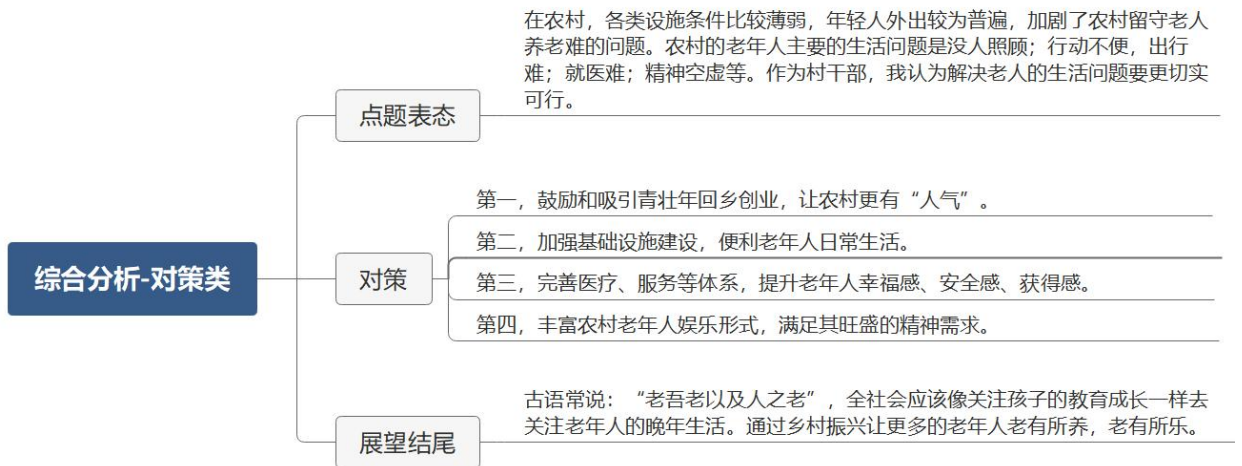 在农村，各类设施条件比较薄弱，年轻人外出较为普遍，加剧了农村留守老人
养老难的问题。农村的老年人主要的生活问题是没人照顾；行动不便，出行
难；就医难；精神空虚等。作为村干部，我认为解决老人的生活问题要更切实
可行。
点题表态
第一，鼓励和吸引青壮年回乡创业，让农村更有“人气”。
第二，加强基础设施建设，便利老年人日常生活。
综合分析-对策类
对策
第三，完善医疗、服务等体系，提升老年人幸福感、安全感、获得感。
第四，丰富农村老年人娱乐形式，满足其旺盛的精神需求。
古语常说：“老吾老以及人之老”，全社会应该像关注孩子的教育成长一样去
关注老年人的晚年生活。通过乡村振兴让更多的老年人老有所养，老有所乐。
展望结尾